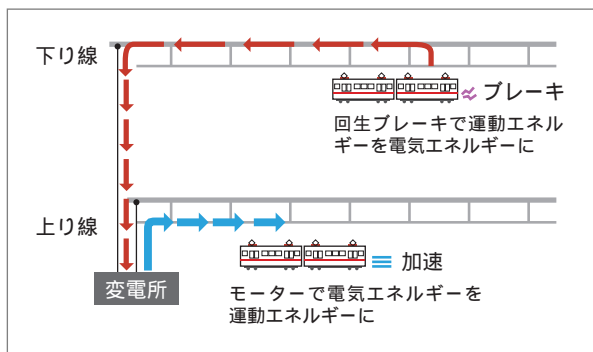 下り線
ブレーキ
回生ブレーキで運動エネル
ギーを電気エネルギーに
上り線
加速
変電所
モーターで電気エネルギーを
運動エネルギーに